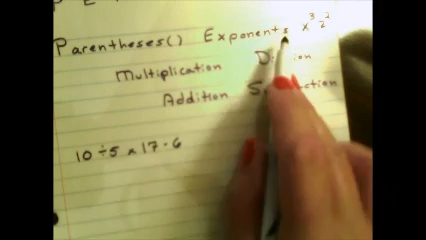 Parentheses() Exponents x³ 2²
Multiplication
Addition
10 ÷ 5 x 17 - 6